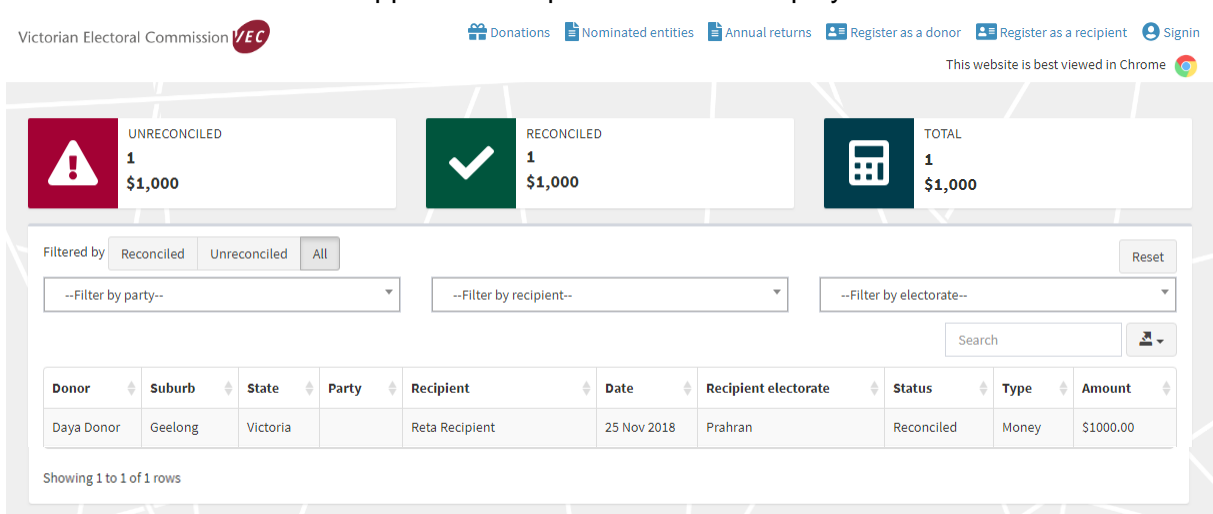 Victorian Electoral Commission VEC
Donations Nominated entities Annual returns Register as a donor Register as a recipient Signin
This website is best viewed in Chrome
UNRECONCILED
1
$1,000
RECONCILED
1
$1,000
TOTAL
1
$1,000
Filtered by Reconciled Unreconciled All Reset
--Filter by party-- --Filter by recipient-- --Filter by electorate--
Search
Donor Suburb State Party Recipient Date Recipient electorate Status Type Amount
Daya Donor Geelong Victoria Reta Recipient 25 Nov 2018 Prahran Reconciled Money $1000.00
Showing 1 to 1 of 1 rows